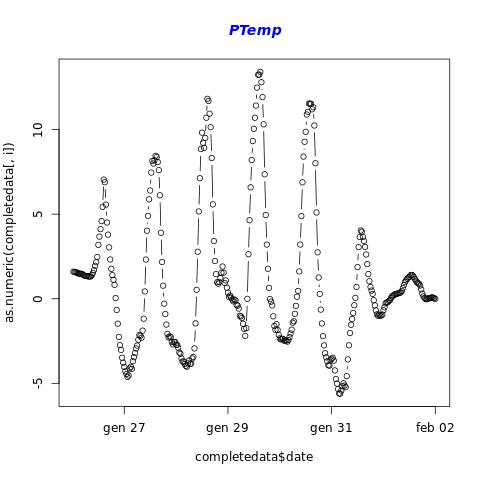 PTemp
as.numeric(completedata[, i])
10
5
0
-5
gen 27
gen 29
gen 31
feb 02
completedata$date